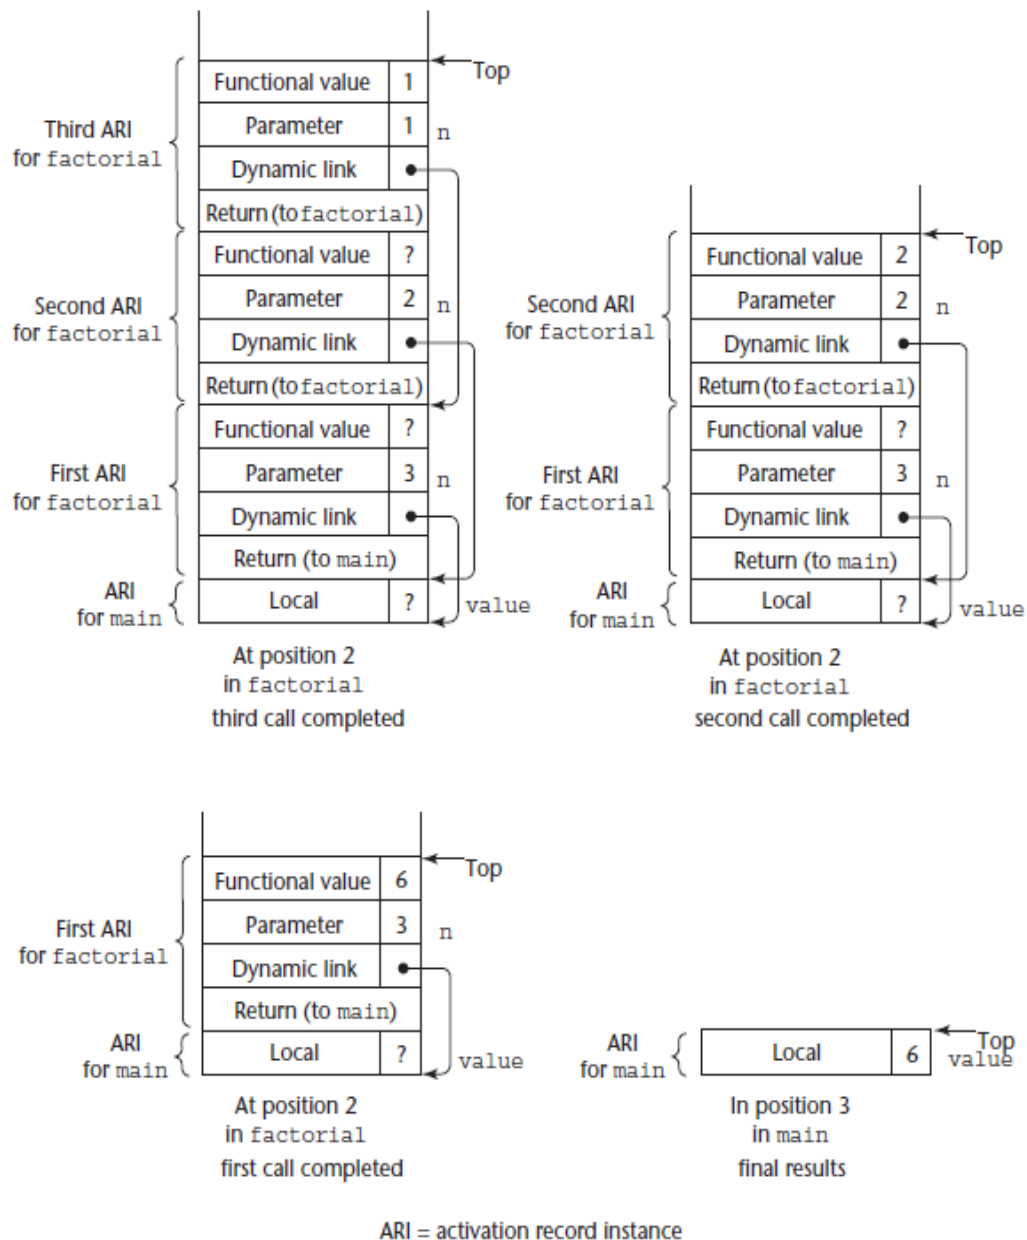 Top
Functional value 1
Third ARI
for factorial
Parameter 1 n
Dynamic link
Return (to factorial)
Functional value ?
Second ARI
for factorial
Parameter 2 n
Dynamic link
Return (to factorial)
Functional value ?
First ARI
for factorial
Parameter 3 n
Dynamic link
Return (to main)
ARI
for main
Local ? value
At position 2
in factorial
third call completed
Top
Functional value 2
Second ARI
for factorial
Parameter 2 n
Dynamic link
Return (to factorial)
Functional value ?
First ARI
for factorial
Parameter 3 n
Dynamic link
Return (to main)
ARI
for main
Local ? value
At position 2
in factorial
second call completed
Top
Functional value 6
First ARI
for factorial
Parameter 3 n
Dynamic link
Return (to main)
ARI
for main
Local ? value
At position 2
in factorial
first call completed
Top
ARI
for main
Local 6 value
In position 3
in main
final results
ARI = activation record instance